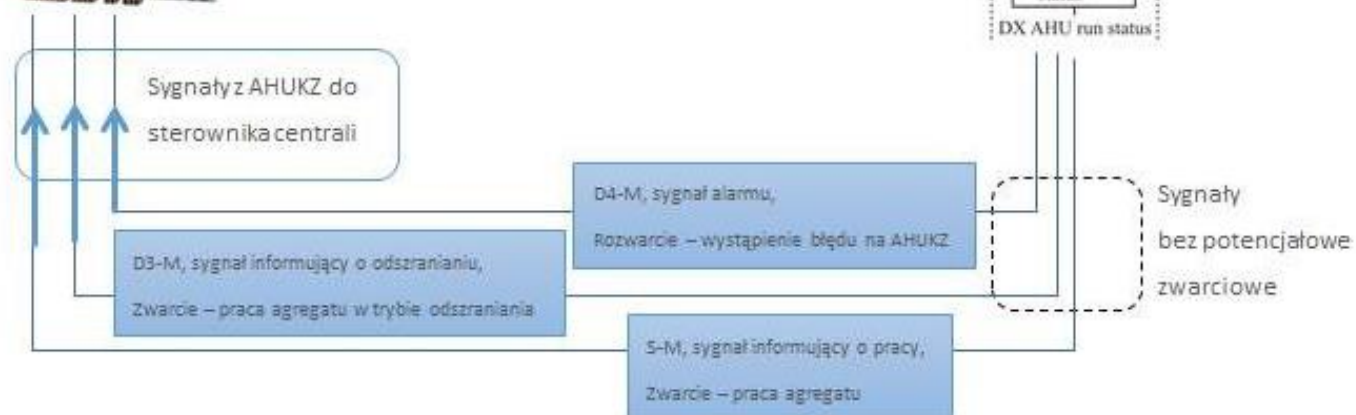 DX AHU run status
Sygnały z AHUKZ do
sterownika centrali
D4-M, sygnał alarmu,
Rozwarcie – wystąpienie błędu na AHUKZ
Sygnały
bez potencjałowe
zwarciowe
D3-M, sygnał informujący o odszranianiu,
Zwarcie – praca agregatu w trybie odszraniania
S-M, sygnał informujący o pracy,
Zwarcie – praca agregatu